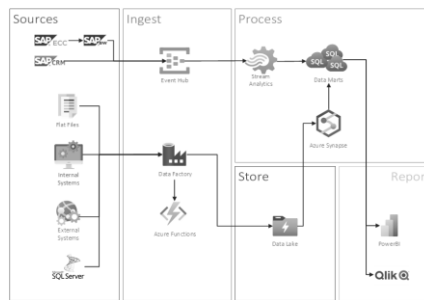 Sources
Ingest
Process
SAP ECC
SAP
SAP CRM
Event Hub
Stream
Analytics
SQL
SQL
SQL
Data Marts
Flat Files
Internal
Systems
Data Factory
Azure Synapse
Store
Report
External
Systems
Azure Functions
Data Lake
PowerBI
SQL Server
Qlik